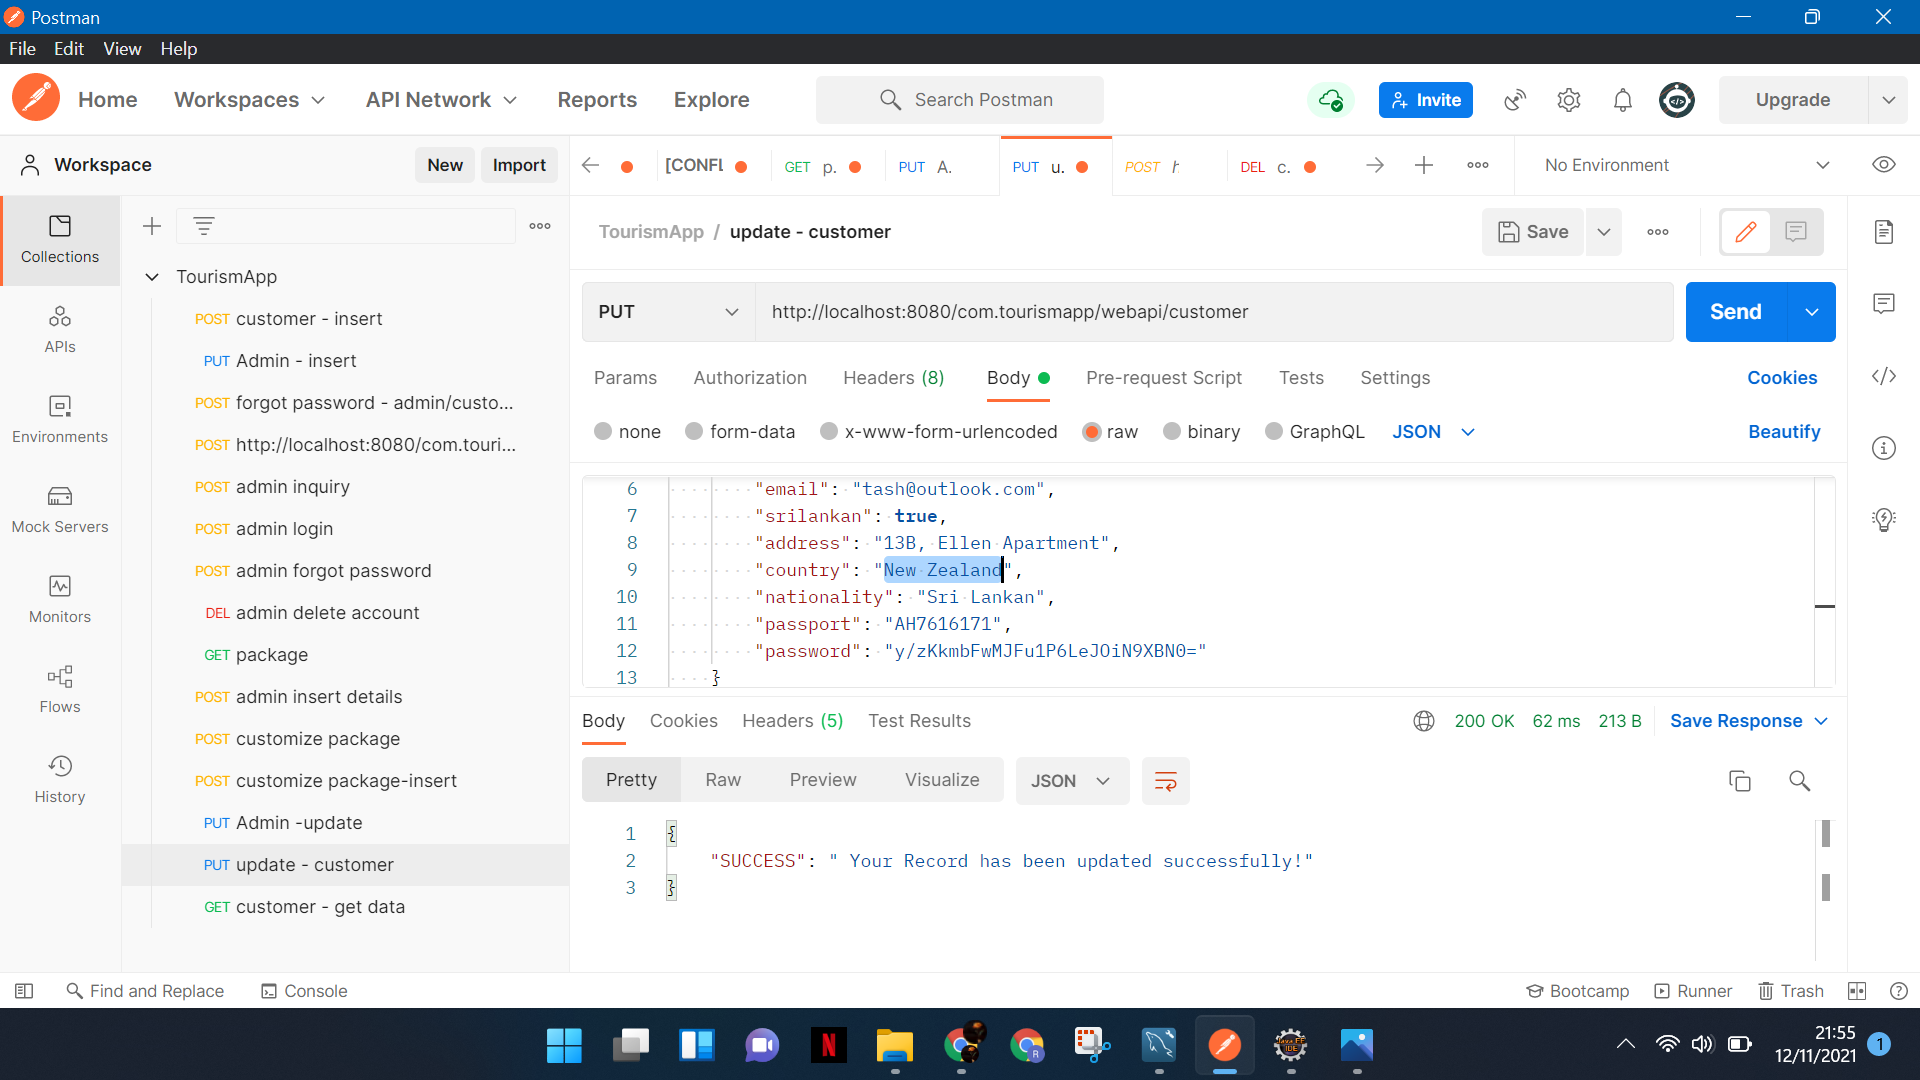 Postman
File Edit View Help
Home Workspaces API Network Reports Explore Search Postman Invite Upgrade
Workspace New Import [CONFL GET p. PUT A. PUT u. POST DEL c. No Environment
Collections
APIs
Environments
Mock Servers
Monitors
Flows
History
TourismApp
POST customer - insert
PUT Admin - insert
POST forgot password - admin/custo...
POST http://localhost:8080/com.touri...
POST admin inquiry
POST admin login
POST admin forgot password
DEL admin delete account
GET package
POST admin insert details
POST customize package
POST customize package-insert
PUT Admin -update
PUT update - customer
GET customer - get data
TourismApp / update - customer Save
PUT http://localhost:8080/com.tourismapp/webapi/customer Send
Params Authorization Headers (8) Body Pre-request Script Tests Settings Cookies
none form-data x-www-form-urlencoded raw binary GraphQL JSON Beautify
6 "email": "tash@outlook.com",
7 "srilankan": true,
8 "address": "13B, Ellen Apartment",
9 "country": "New Zealand",
10 "nationality": "Sri Lankan",
11 "passport": "AH7616171",
12 "password": "y/zKkmbFwMJFu1P6LeJOiN9XBN0="
13 }
Body Cookies Headers (5) Test Results 200 OK 62 ms 213 B Save Response
Pretty Raw Preview Visualize JSON
1 {
2 "SUCCESS": " Your Record has been updated successfully!"
3 }
Find and Replace Console Bootcamp Runner Trash
21:55
12/11/2021 1